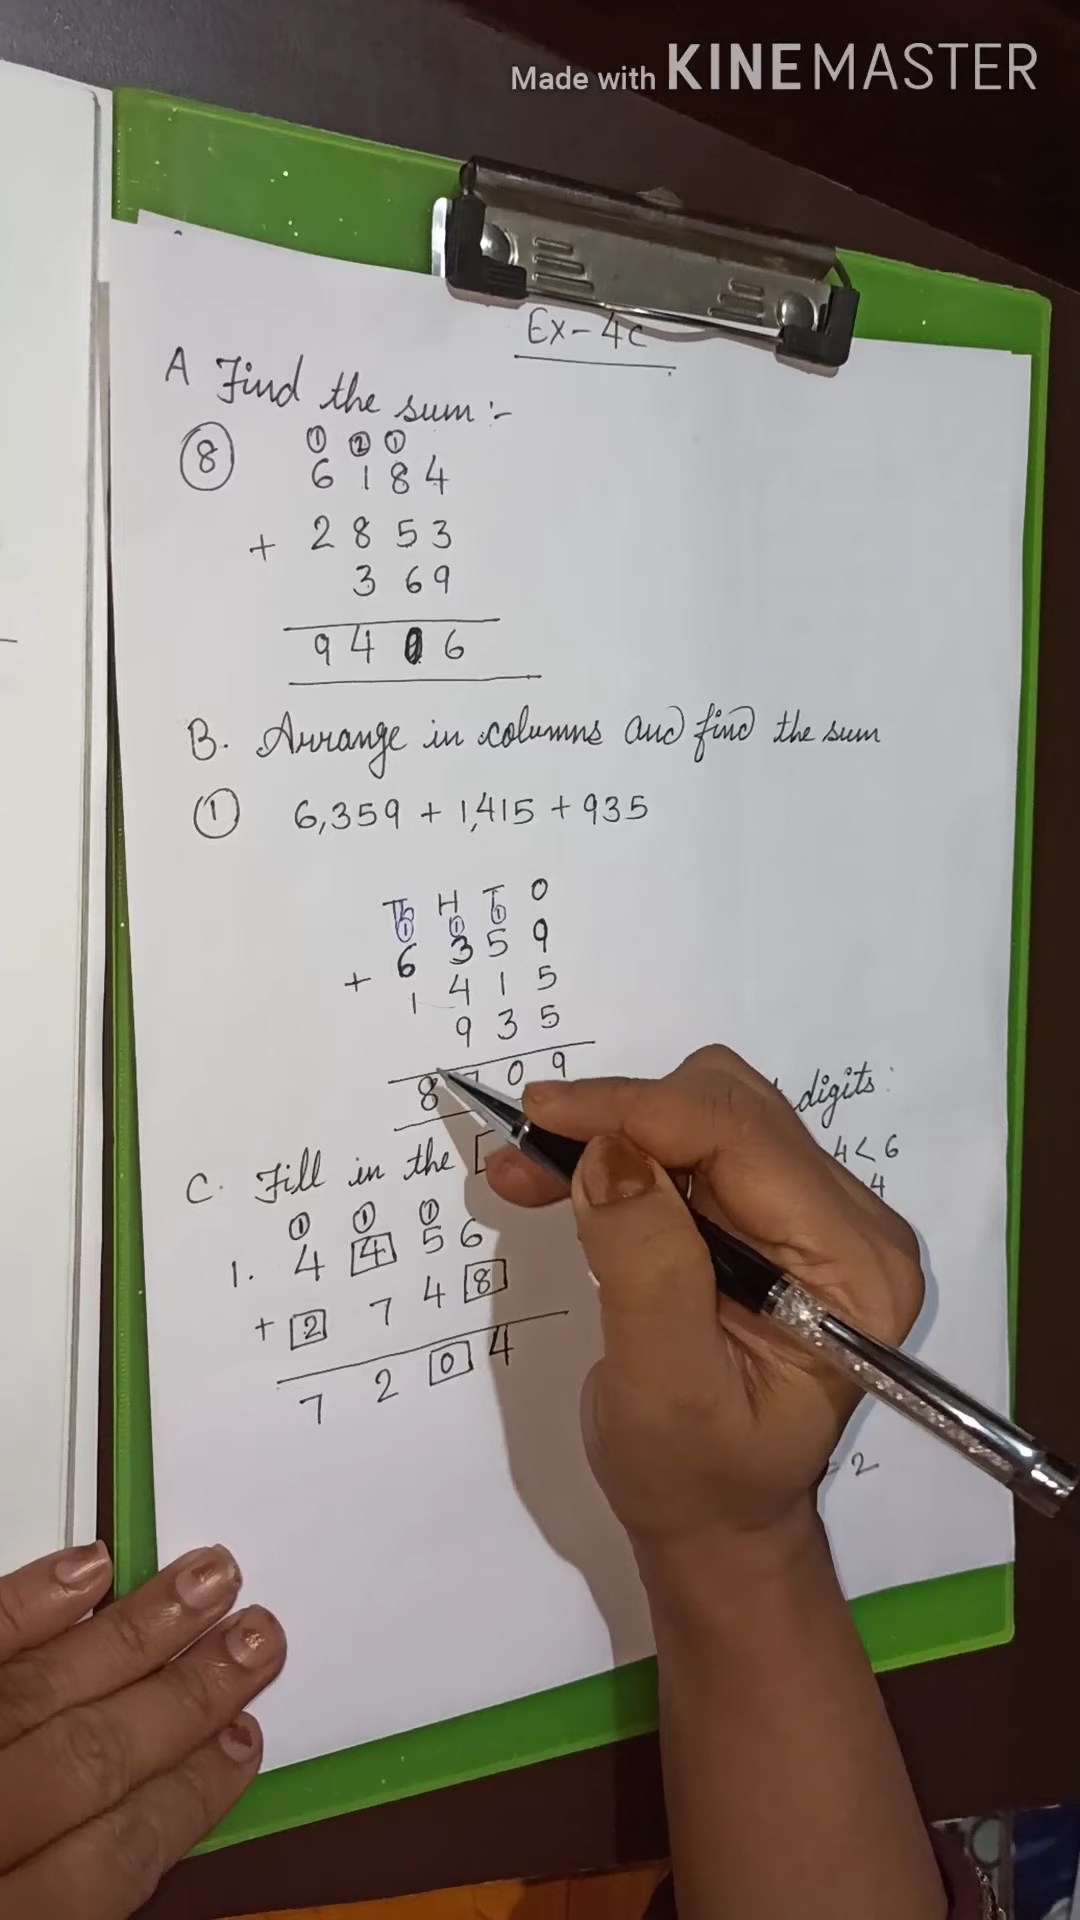 Made with KINEMASTER
Ex-4c
A Find the sum:-
8
1 2 1
6 1 8 4
+ 2 8 5 3
3 6 9
9 4 0 6
B. Arrange in columns and find the sum
1 6,359 + 1,415 + 935
Th H T O
1 1 1
6 3 5 9
+ 1 4 1 5
9 3 5
8 7 0 9
digits:
C. Fill in the
4 < 6
4
1 1 1
1. 4 4 5 6
+ 2 7 4 8
7 2 0 4
= 2